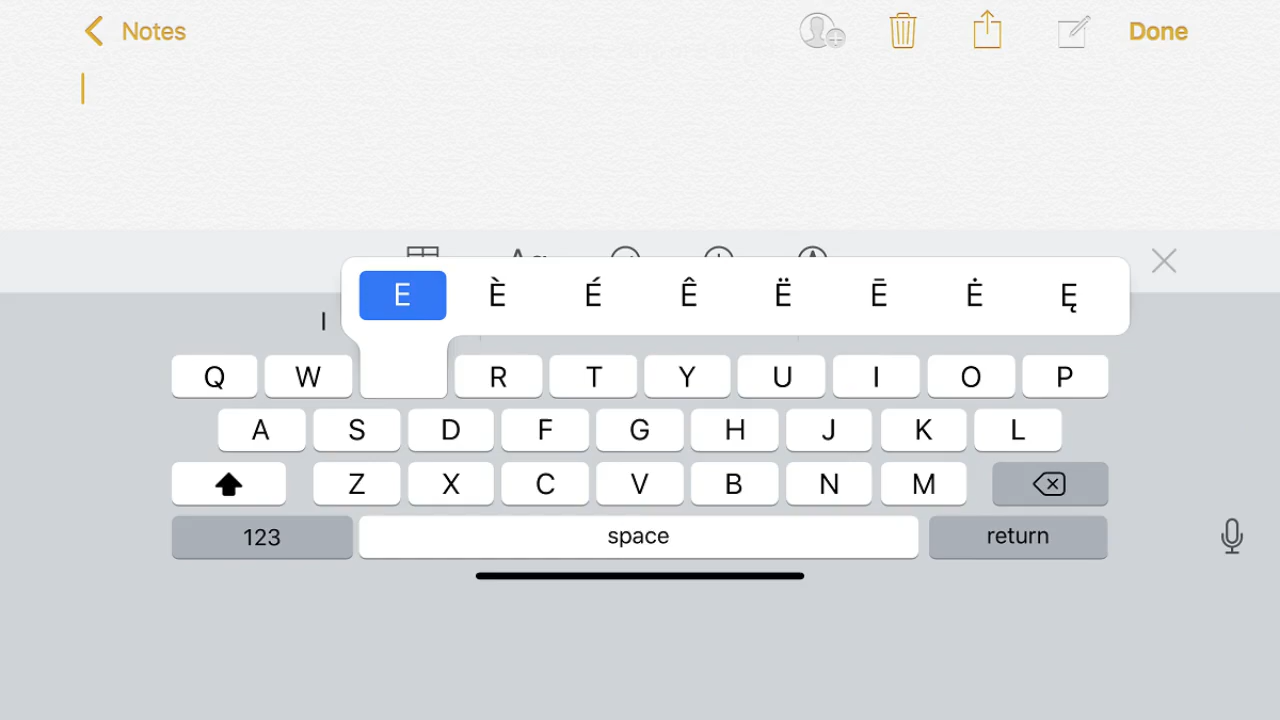 Notes Done
E È É Ê Ë Ē Ė Ę
I
Q W R T Y U I O P
A S D F G H J K L
Z X C V B N M
123 space return